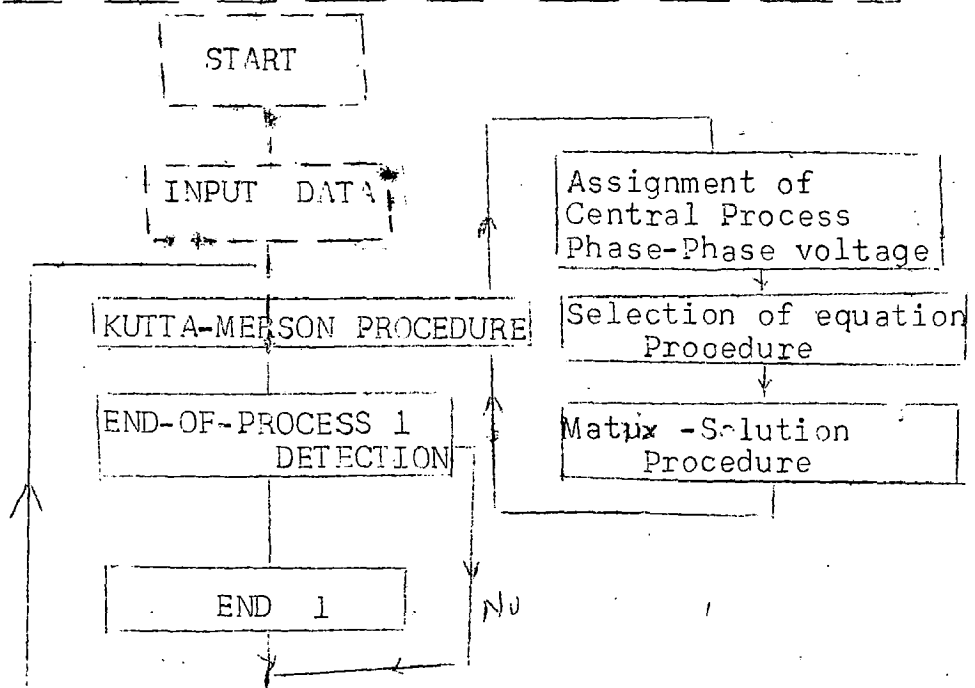 START
INPUT DATA
KUTTA-MERSON PROCEDURE
END-OF-PROCESS 1
DETECTION
END 1
No
Assignment of
Central Process
Phase-Phase voltage
Selection of equation
Procedure
Matrix -Solution
Procedure